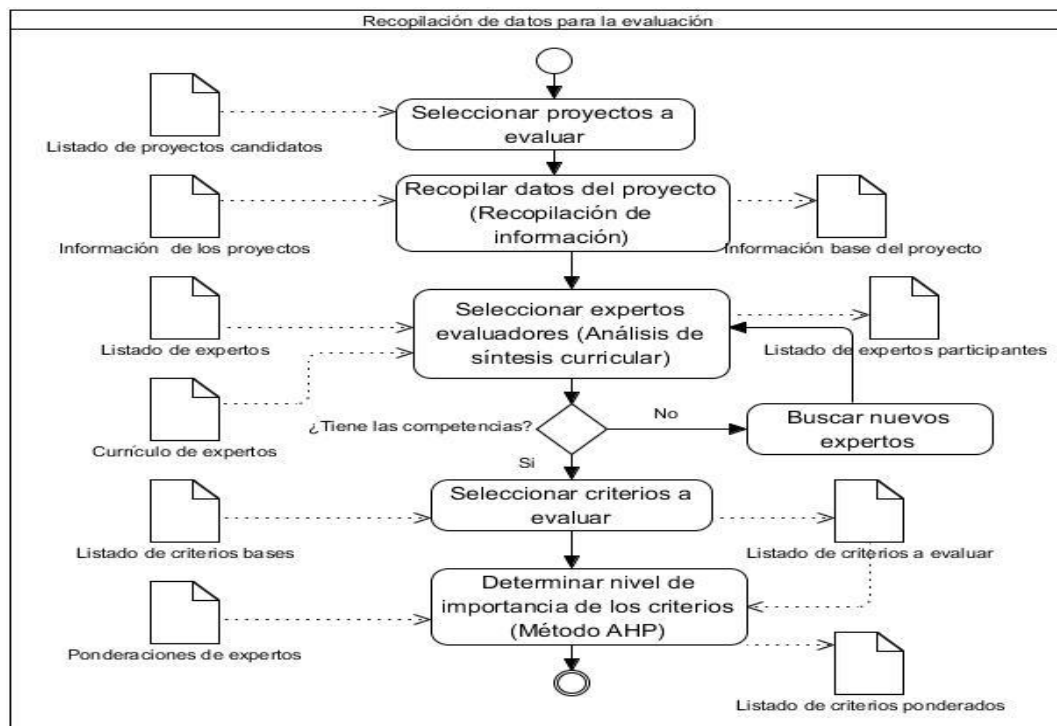 Recopilación de datos para la evaluación
Seleccionar proyectos a
evaluar
Listado de proyectos candidatos
Recopilar datos del proyecto
(Recopilación de
información)
Información de los proyectos
Información base del proyecto
Seleccionar expertos
evaluadores (Análisis de
síntesis curricular)
Listado de expertos
Listado de expertos participantes
Currículo de expertos
¿Tiene las competencias?
No
Buscar nuevos
expertos
Si
Seleccionar criterios a
evaluar
Listado de criterios bases
Listado de criterios a evaluar
Determinar nivel de
importancia de los criterios
(Método AHP)
Ponderaciones de expertos
Listado de criterios ponderados